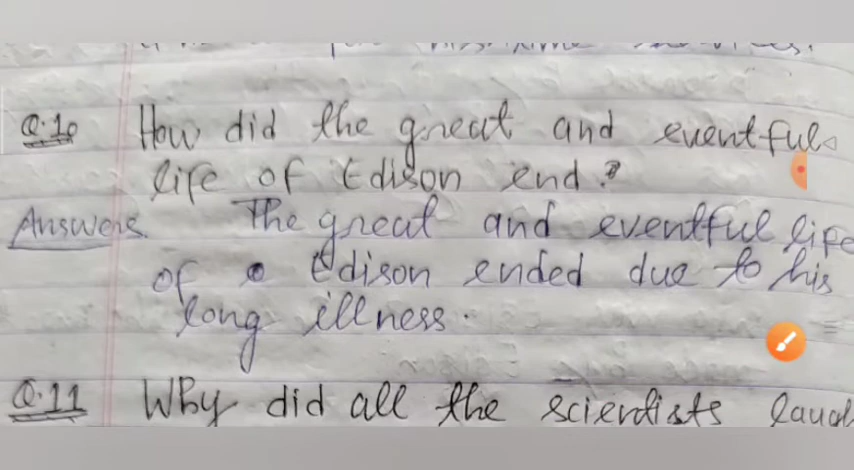 Q.10 How did the great and eventful
life of Edison end?
Answers. The great and eventful life
of Edison ended due to his
long illness.
Q.11 Why did all the scientists laugh